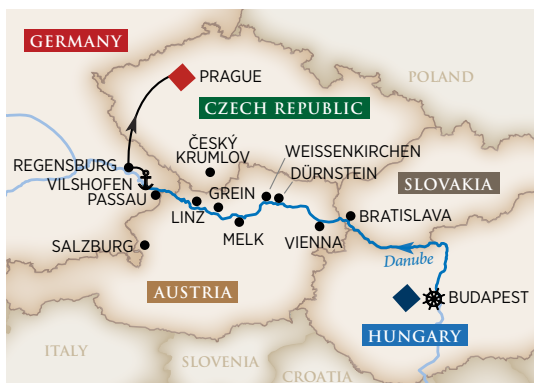 GERMANY
POLAND
PRAGUE
CZECH REPUBLIC
ČESKÝ
KRUMLOV
WEISSENKIRCHEN
DÜRNSTEIN
REGENSBURG
VILSHOFEN
PASSAU
SLOVAKIA
GREIN
LINZ
MELK
VIENNA
BRATISLAVA
SALZBURG
Danube
AUSTRIA
BUDAPEST
HUNGARY
ITALY
SLOVENIA
CROATIA